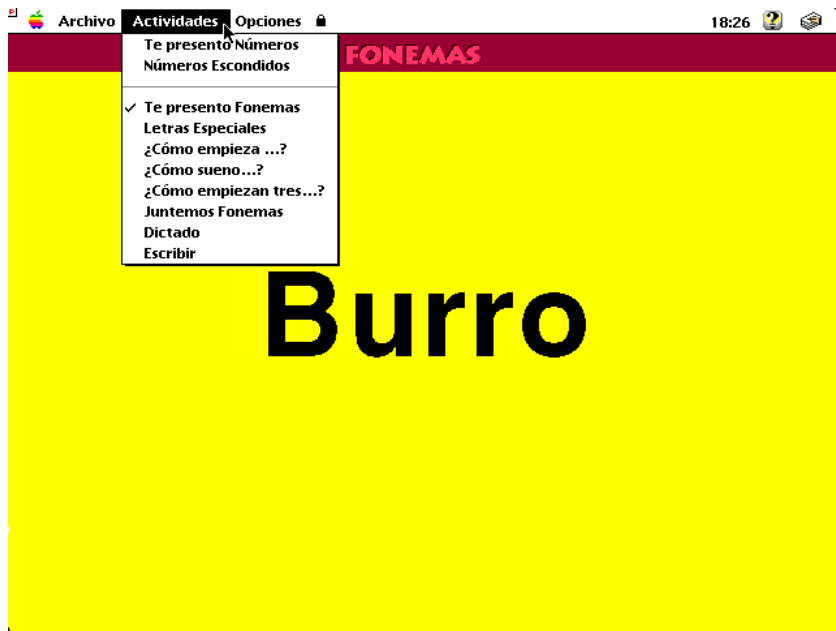 Archivo Actividades Opciones 18:26
FONEMAS
Te presento Números
Números Escondidos
Te presento Fonemas
Letras Especiales
¿Cómo empieza ...?
¿Cómo sueno...?
¿Cómo empiezan tres...?
Juntemos Fonemas
Dictado
Escribir
Burro